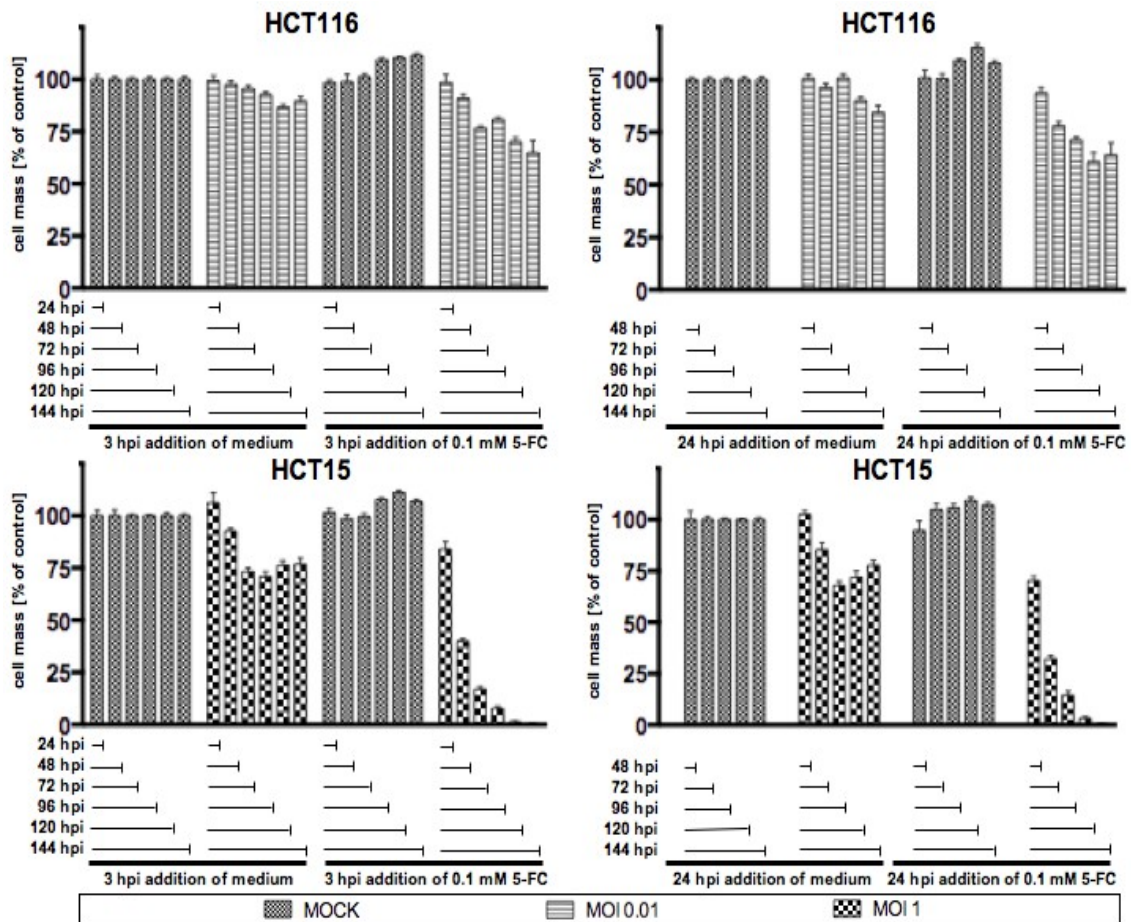 HCT116
cell mass [% of control]
100
75
50
25
0
24 hpi
48 hpi
72 hpi
96 hpi
120 hpi
144 hpi
3 hpi addition of medium
3 hpi addition of 0.1 mM 5-FC
HCT116
cell mass [% of control]
100
75
50
25
0
48 hpi
72 hpi
96 hpi
120 hpi
144 hpi
24 hpi addition of medium
24 hpi addition of 0.1 mM 5-FC
HCT15
cell mass [% of control]
100
75
50
25
0
24 hpi
48 hpi
72 hpi
96 hpi
120 hpi
144 hpi
3 hpi addition of medium
3 hpi addition of 0.1 mM 5-FC
HCT15
cell mass [% of control]
100
75
50
25
0
48 hpi
72 hpi
96 hpi
120 hpi
144 hpi
24 hpi addition of medium
24 hpi addition of 0.1 mM 5-FC
MOCK
MOI 0.01
MOI 1